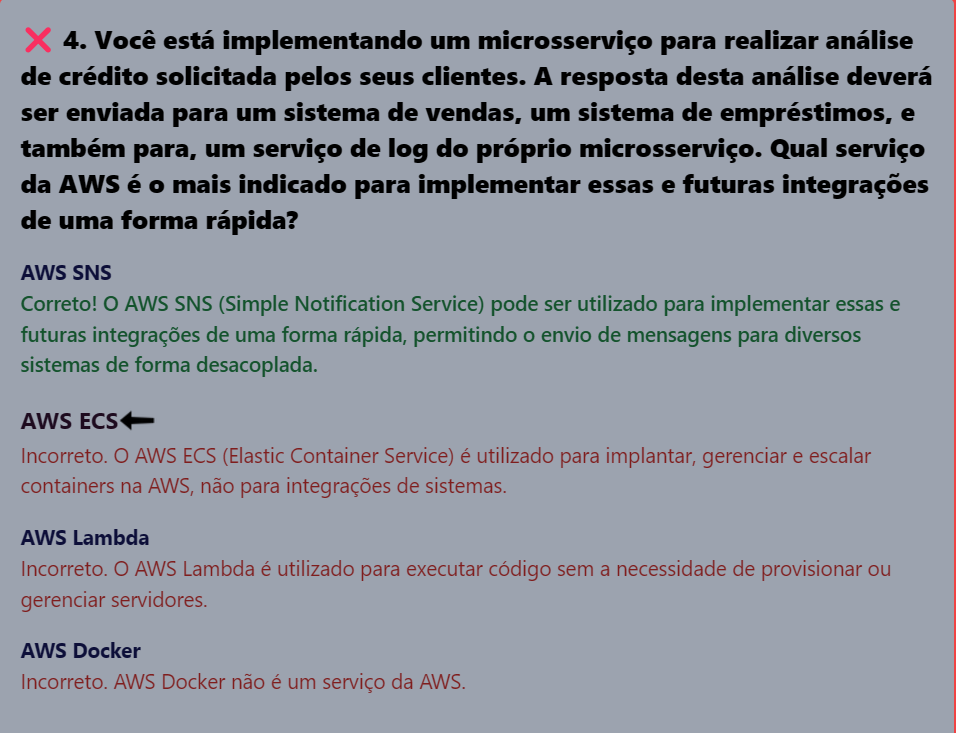 ❌ 4. Você está implementando um microsserviço para realizar análise
de crédito solicitada pelos seus clientes. A resposta desta análise deverá
ser enviada para um sistema de vendas, um sistema de empréstimos, e
também para, um serviço de log do próprio microsserviço. Qual serviço
da AWS é o mais indicado para implementar essas e futuras integrações
de uma forma rápida?
AWS SNS
Correto! O AWS SNS (Simple Notification Service) pode ser utilizado para implementar essas e
futuras integrações de uma forma rápida, permitindo o envio de mensagens para diversos
sistemas de forma desacoplada.
AWS ECS
Incorreto. O AWS ECS (Elastic Container Service) é utilizado para implantar, gerenciar e escalar
containers na AWS, não para integrações de sistemas.
AWS Lambda
Incorreto. O AWS Lambda é utilizado para executar código sem a necessidade de provisionar ou
gerenciar servidores.
AWS Docker
Incorreto. AWS Docker não é um serviço da AWS.